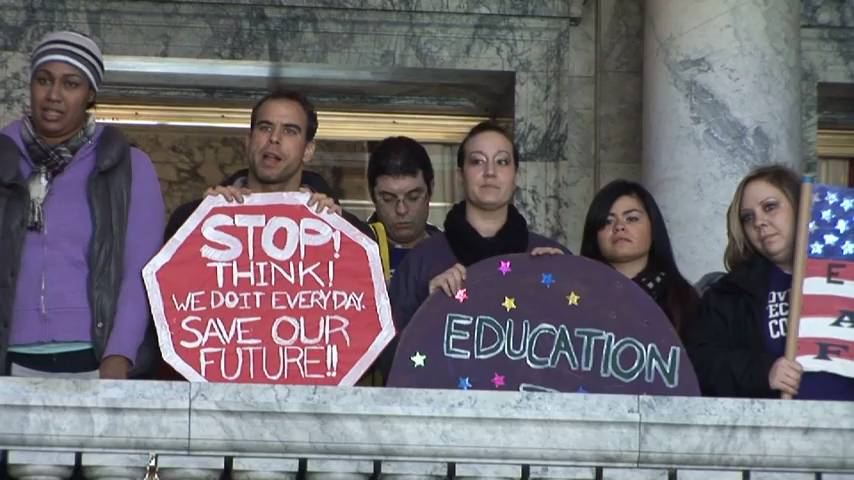 STOP!
THINK!
WE DO IT EVERYDAY.
SAVE OUR
FUTURE!!
EDUCATION
E
A
F